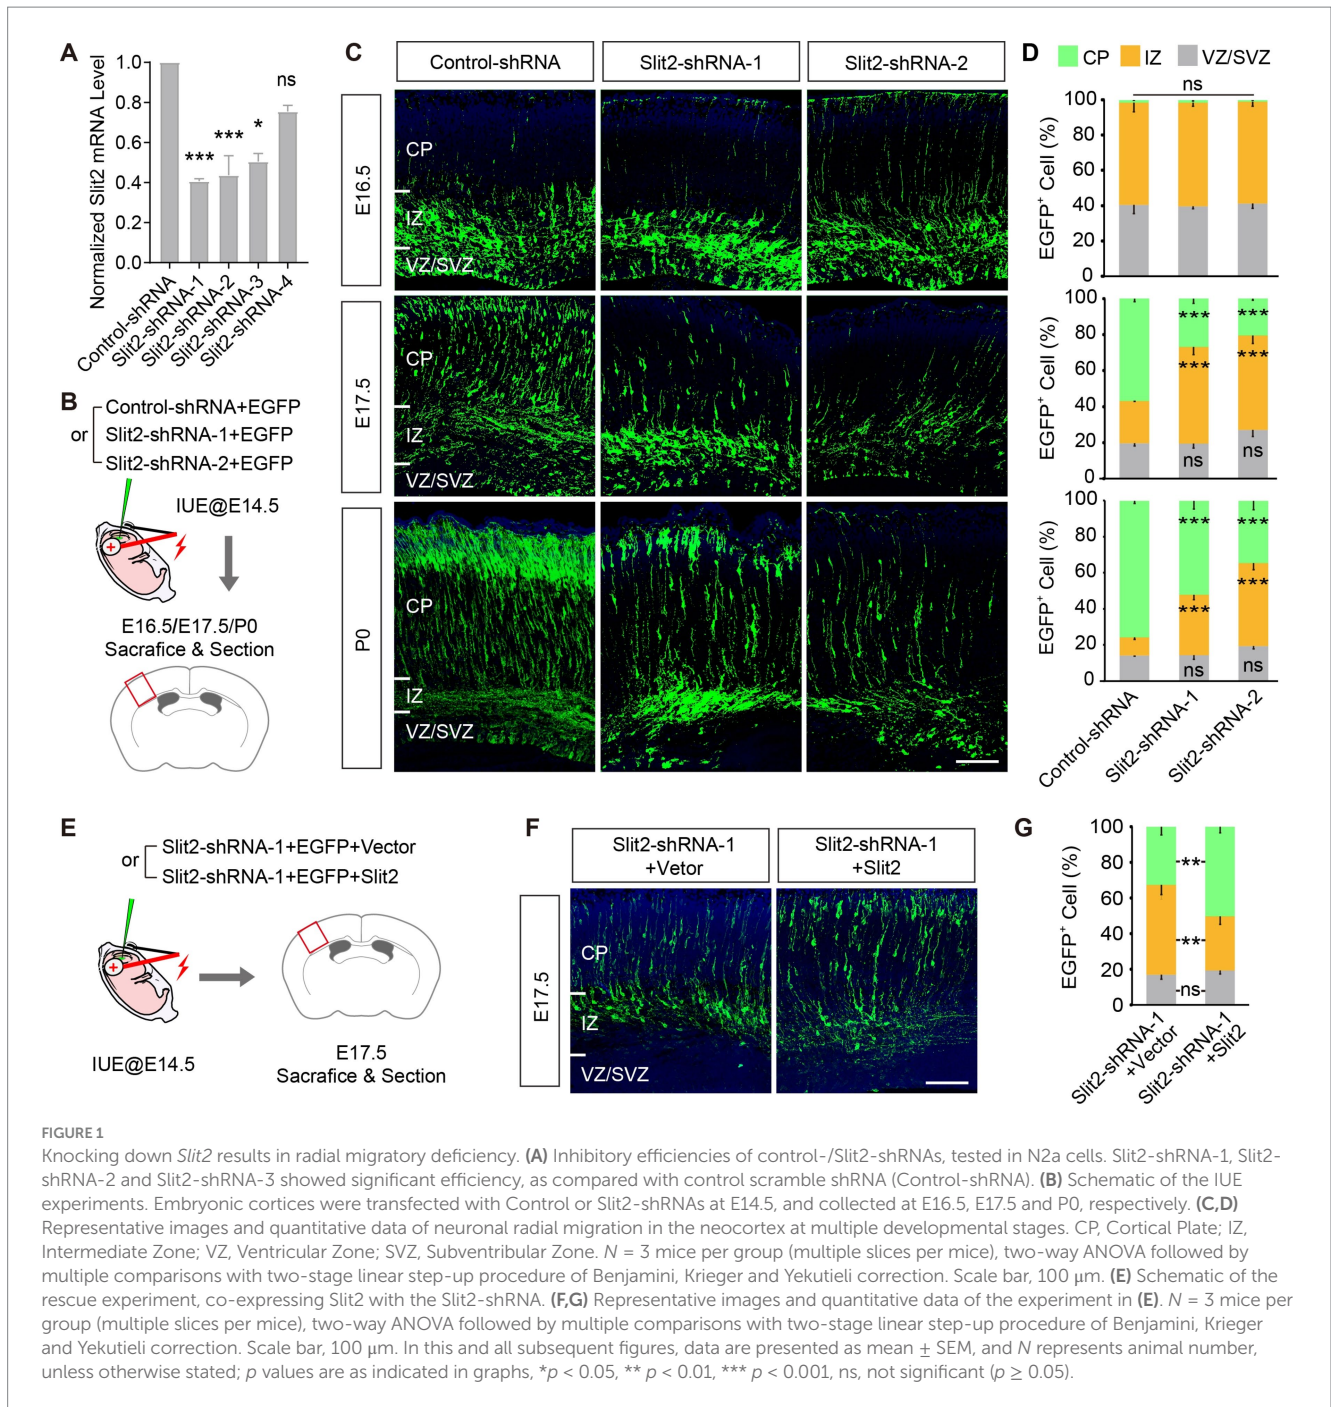 A
Normalized Slit2 mRNA Level
1.0
0.8
0.6
0.4
0.2
0.0
***
***
*
ns
Control-shRNA
Slit2-shRNA-1
Slit2-shRNA-2
Slit2-shRNA-3
Slit2-shRNA-4
B
or
Control-shRNA+EGFP
Slit2-shRNA-1+EGFP
Slit2-shRNA-2+EGFP
IUE@E14.5
E16.5/E17.5/P0
Sacrafice & Section
C
Control-shRNA
Slit2-shRNA-1
Slit2-shRNA-2
E16.5
CP
IZ
VZ/SVZ
E17.5
CP
IZ
VZ/SVZ
P0
CP
IZ
VZ/SVZ
D
CP
IZ
VZ/SVZ
EGFP+ Cell (%)
100
80
60
40
20
0
ns
EGFP+ Cell (%)
100
80
60
40
20
0
***
***
ns
***
***
ns
EGFP+ Cell (%)
100
80
60
40
20
0
***
***
ns
***
***
ns
Control-shRNA
Slit2-shRNA-1
Slit2-shRNA-2
E
or
Slit2-shRNA-1+EGFP+Vector
Slit2-shRNA-1+EGFP+Slit2
IUE@E14.5
E17.5
Sacrafice & Section
F
Slit2-shRNA-1
+Vetor
Slit2-shRNA-1
+Slit2
E17.5
CP
IZ
VZ/SVZ
G
EGFP+ Cell (%)
100
80
60
40
20
0
**
**
ns
Slit2-shRNA-1
+Vector
Slit2-shRNA-1
+Slit2
FIGURE 1
Knocking down Slit2 results in radial migratory deficiency. (A) Inhibitory efficiencies of control-/Slit2-shRNAs, tested in N2a cells. Slit2-shRNA-1, Slit2-
shRNA-2 and Slit2-shRNA-3 showed significant efficiency, as compared with control scramble shRNA (Control-shRNA). (B) Schematic of the IUE
experiments. Embryonic cortices were transfected with Control or Slit2-shRNAs at E14.5, and collected at E16.5, E17.5 and P0, respectively. (C,D)
Representative images and quantitative data of neuronal radial migration in the neocortex at multiple developmental stages. CP, Cortical Plate; IZ,
Intermediate Zone; VZ, Ventricular Zone; SVZ, Subventribular Zone. N = 3 mice per group (multiple slices per mice), two-way ANOVA followed by
multiple comparisons with two-stage linear step-up procedure of Benjamini, Krieger and Yekutieli correction. Scale bar, 100 μm. (E) Schematic of the
rescue experiment, co-expressing Slit2 with the Slit2-shRNA. (F,G) Representative images and quantitative data of the experiment in (E). N = 3 mice per
group (multiple slices per mice), two-way ANOVA followed by multiple comparisons with two-stage linear step-up procedure of Benjamini, Krieger
and Yekutieli correction. Scale bar, 100 μm. In this and all subsequent figures, data are presented as mean ± SEM, and N represents animal number,
unless otherwise stated; p values are as indicated in graphs, *p < 0.05, ** p < 0.01, *** p < 0.001, ns, not significant (p ≥ 0.05).